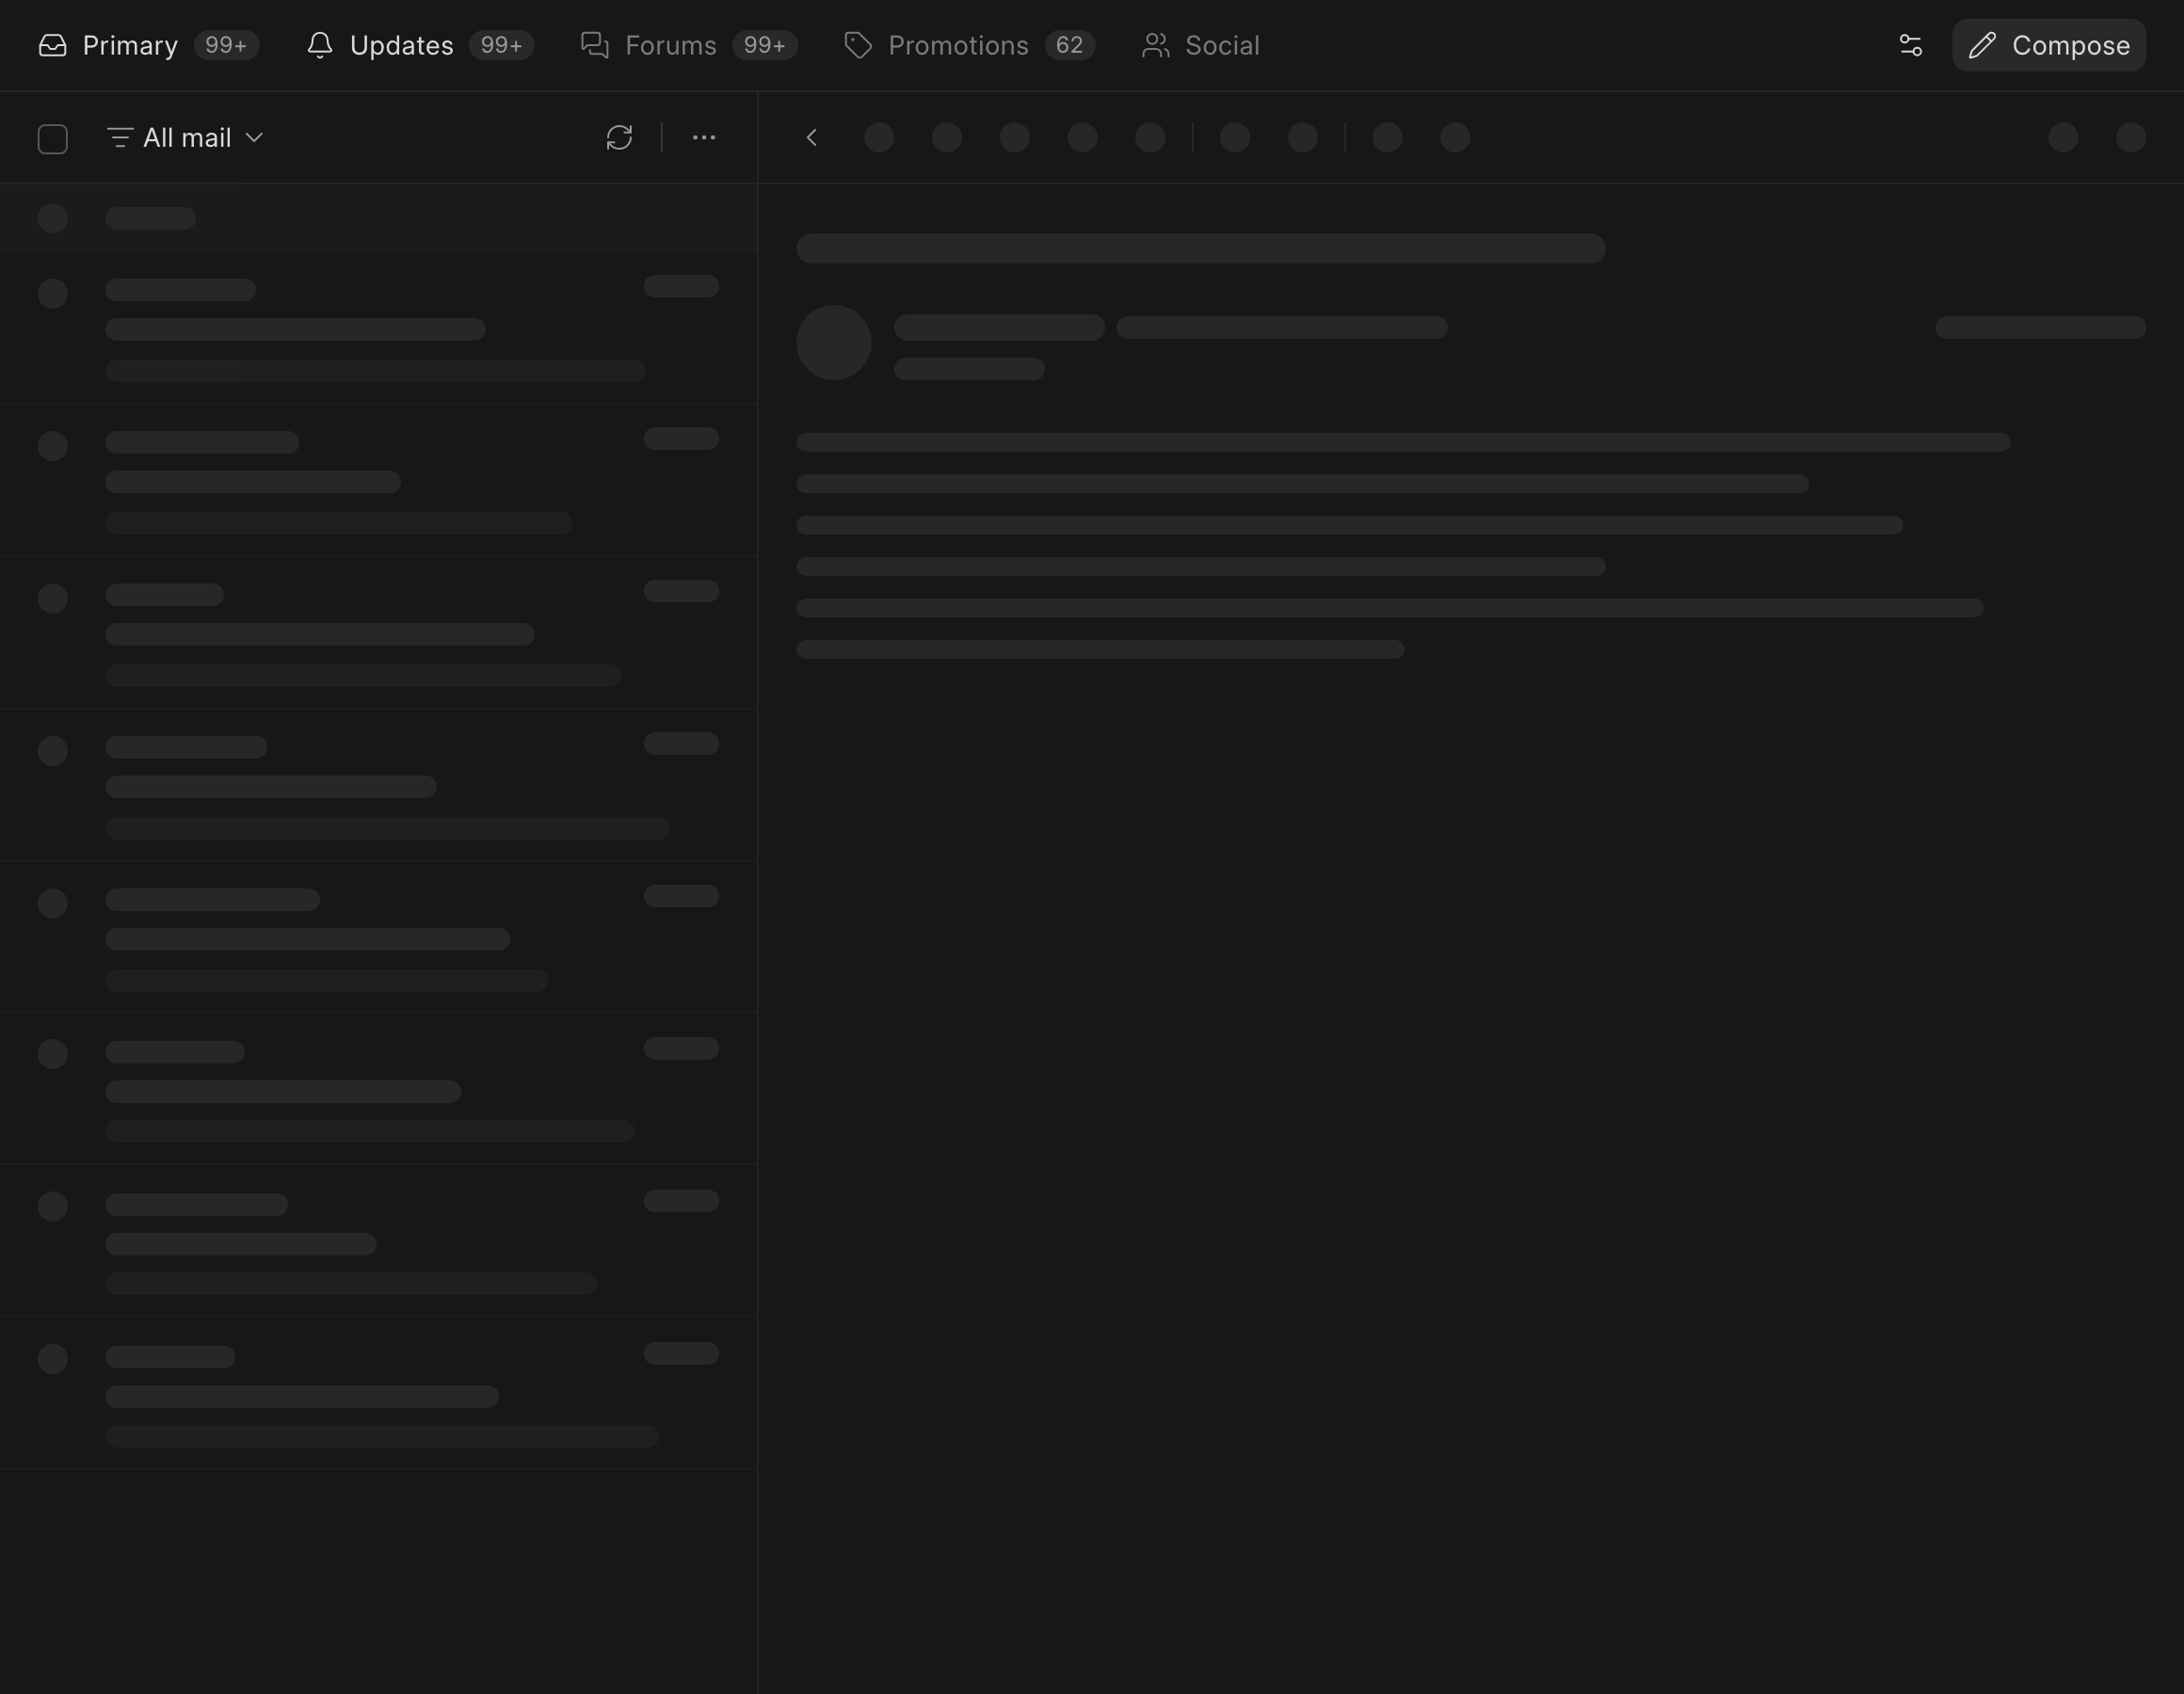 Primary 99+ Updates 99+ Forums 99+ Promotions 62 Social Compose
All mail